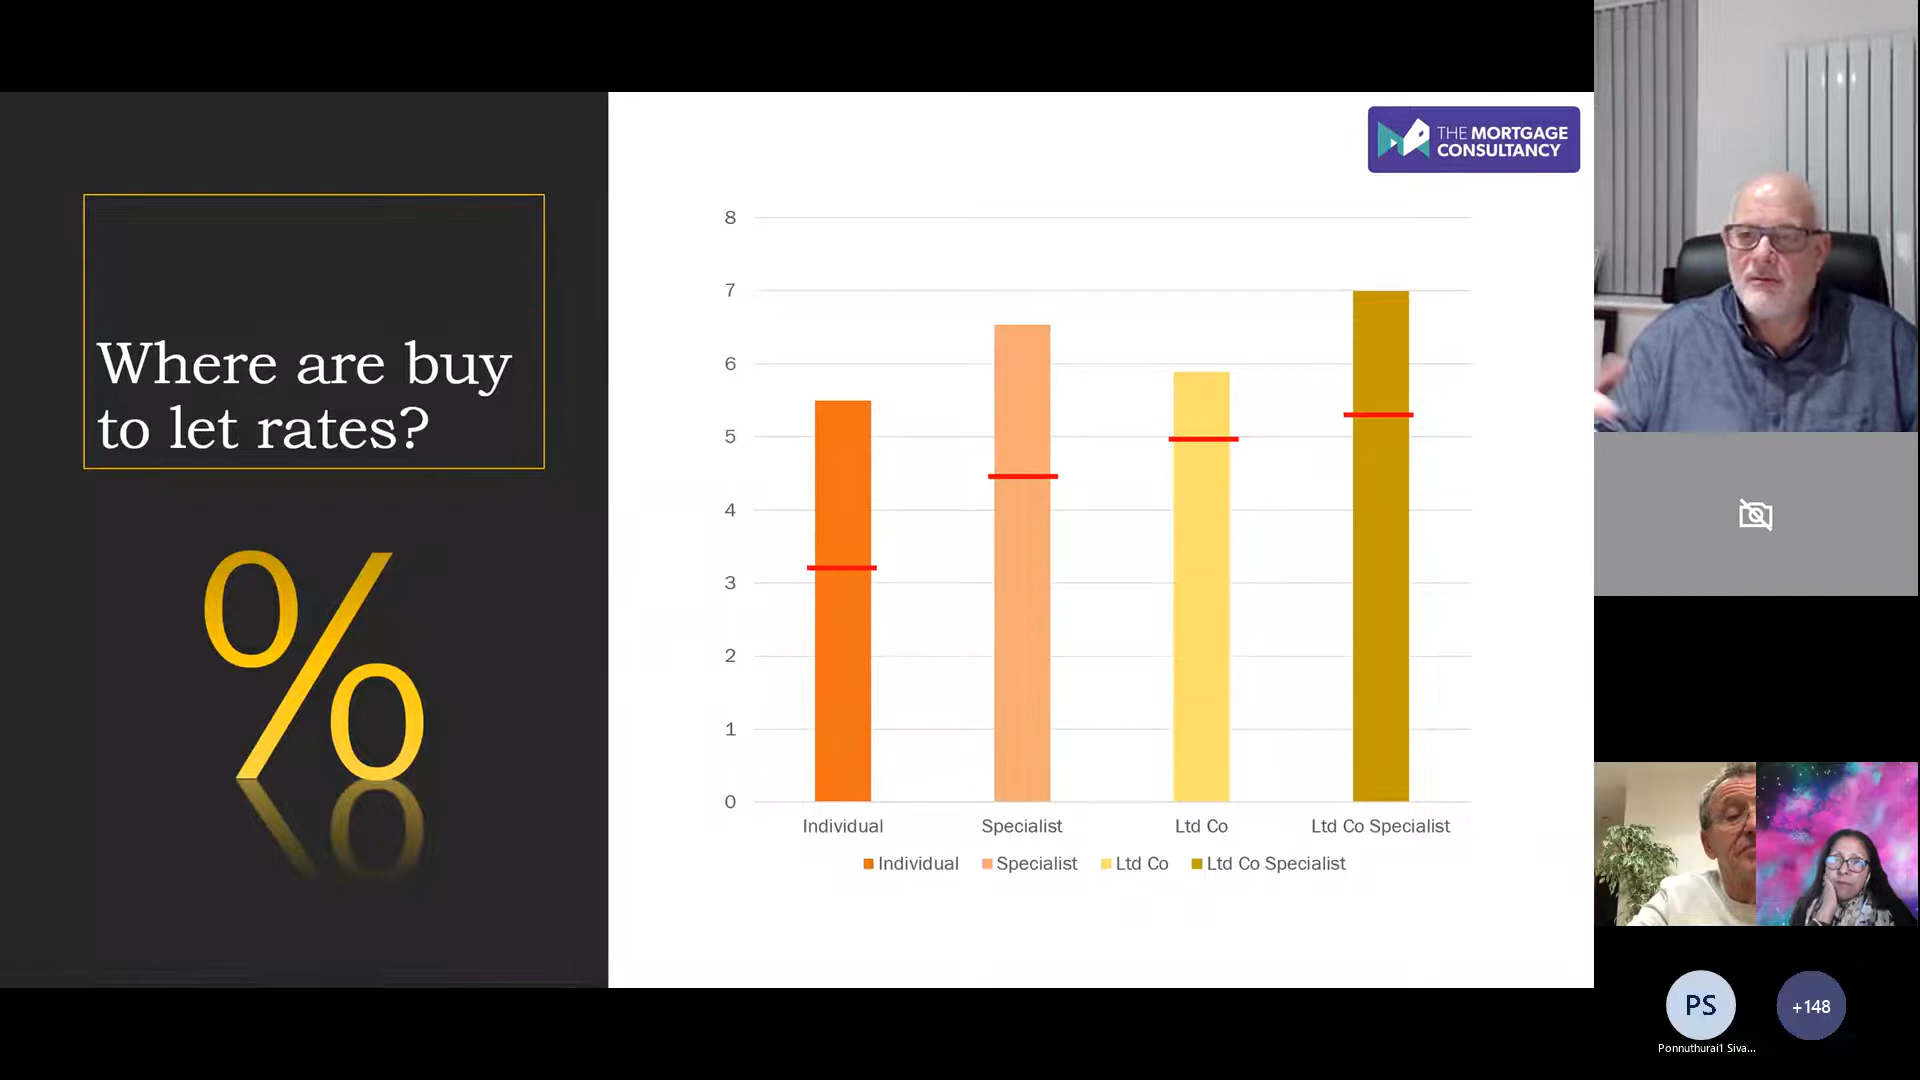 Where are buy
to let rates?
%
THE MORTGAGE
CONSULTANCY
8
7
6
5
4
3
2
1
0
Individual Specialist Ltd Co Ltd Co Specialist
Individual Specialist Ltd Co Ltd Co Specialist
PS +148
Ponnuthurai1 Siva...